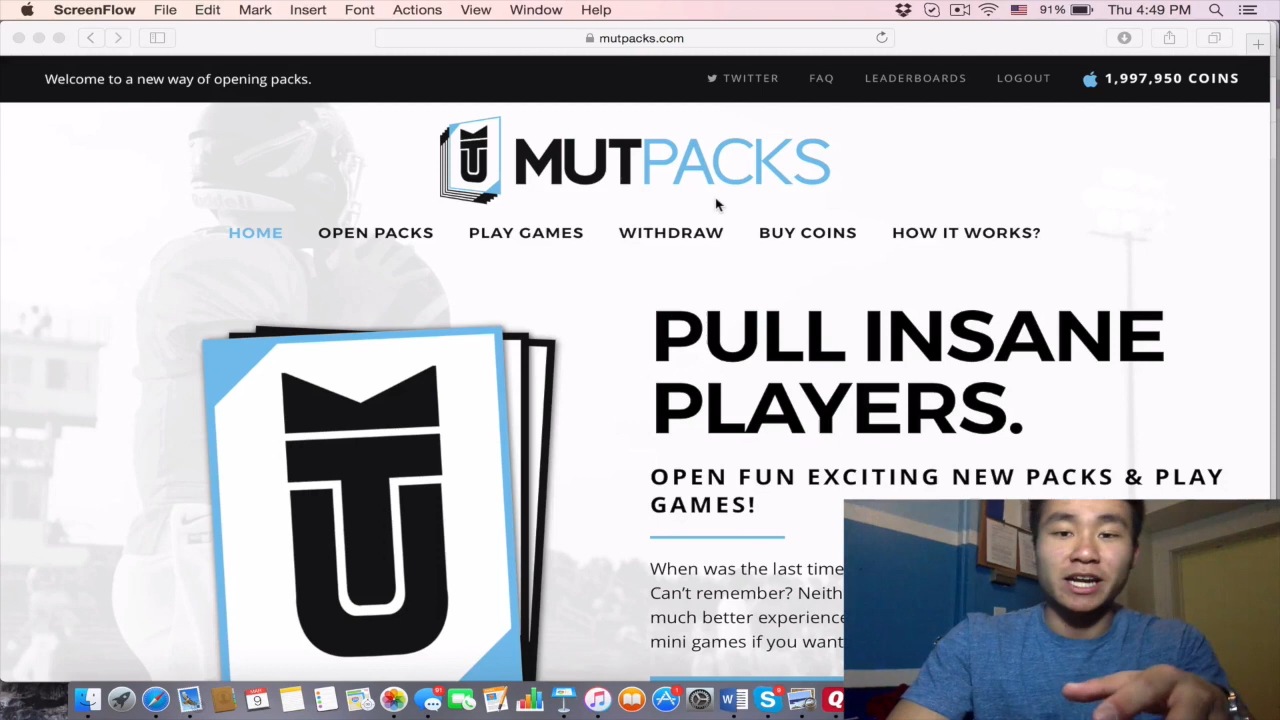 ScreenFlow File Edit Mark Insert Font Actions View Window Help 91% Thu 4:49 PM
mutpacks.com
Welcome to a new way of opening packs. TWITTER FAQ LEADERBOARDS LOGOUT 1,997,950 COINS
MUTPACKS
HOME OPEN PACKS PLAY GAMES WITHDRAW BUY COINS HOW IT WORKS?
PULL INSANE
PLAYERS.
OPEN FUN EXCITING NEW PACKS & PLAY
GAMES!
When was the last time
Can't remember? Neith
much better experience
mini games if you want
MUT
Riddell